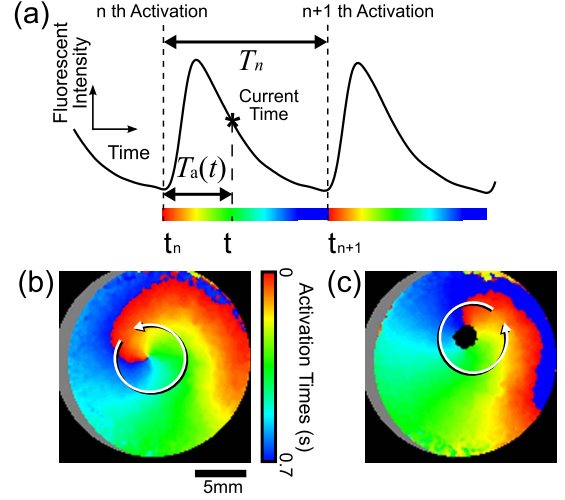 (a)
n th Activation
n+1 th Activation
Fluorescent
Intensity
Time
Tn
Current
Time
*
Ta(t)
tn
t
tn+1
(b)
(c)
0
Activation Times (s)
0.7
5mm